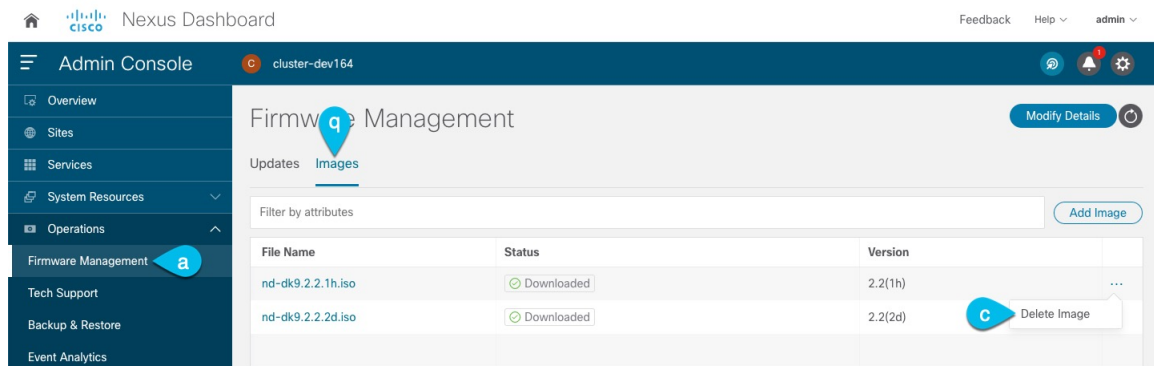 CISCO Nexus Dashboard Feedback Help admin
Admin Console C cluster-dev164 1
Overview
Sites
Services
System Resources
Operations
Firmware Management a
Tech Support
Backup & Restore
Event Analytics
Firmware Management q
Modify Details
Updates Images
Filter by attributes
Add Image
File Name Status Version
nd-dk9.2.2.1h.iso Downloaded 2.2(1h) ...
nd-dk9.2.2.2d.iso Downloaded 2.2(2d)
c Delete Image